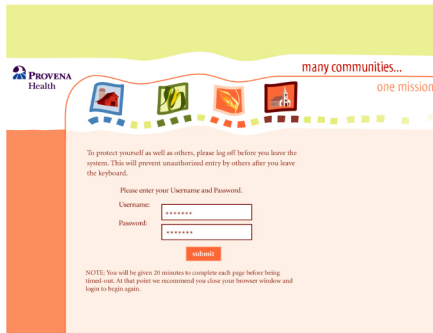 many communities...
PROVENA
Health
one mission
To protect yourself as well as others, please log off before you leave the
system. This will prevent unauthorized entry by others after you leave
the keyboard.
Please enter your Username and Password.
Username:
*******
Password:
*******
submit
NOTE: You will be given 20 minutes to complete each page before being
timed-out. At that point we recommend you close your browser window and
login to begin again.